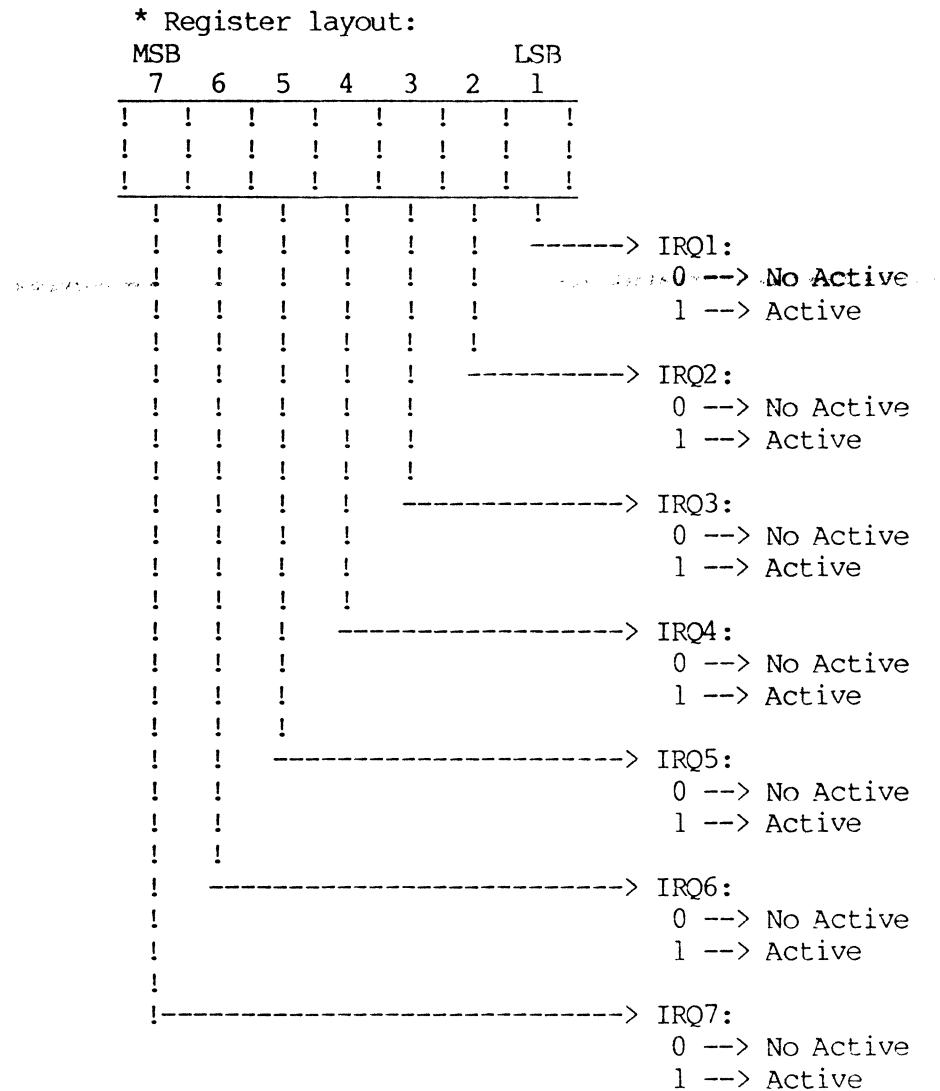 * Register layout:
MSB LSB
7 6 5 4 3 2 1
! ! ! ! ! ! ! !
! ! ! ! ! ! ! !
! ! ! ! ! ! ! !
! ! ! ! ! ! !
! ! ! ! ! ! ------> IRQ1:
! ! ! ! ! ! 0 --> No Active
! ! ! ! ! ! 1 --> Active
! ! ! ! ! !
! ! ! ! ! ----------> IRQ2:
! ! ! ! ! 0 --> No Active
! ! ! ! ! 1 --> Active
! ! ! ! !
! ! ! ! --------------> IRQ3:
! ! ! ! 0 --> No Active
! ! ! ! 1 --> Active
! ! ! !
! ! ! ------------------> IRQ4:
! ! ! 0 --> No Active
! ! ! 1 --> Active
! ! !
! ! ----------------------> IRQ5:
! ! 0 --> No Active
! ! 1 --> Active
! !
! --------------------------> IRQ6:
! 0 --> No Active
! 1 --> Active
!
!-----------------------------> IRQ7:
0 --> No Active
1 --> Active